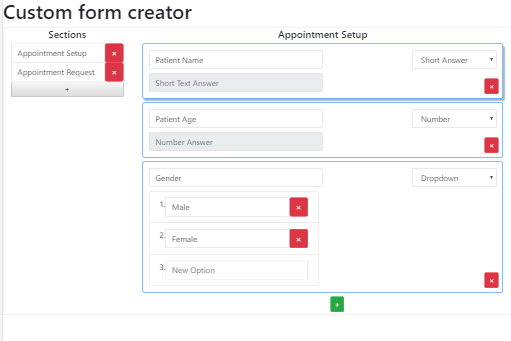 Custom form creator
Sections
Appointment Setup
Appointment Setup ×
Appointment Request ×
+
Patient Name
Short Answer
Short Text Answer
×
Patient Age
Number
Number Answer
×
Gender
Dropdown
1. Male ×
2. Female ×
3. New Option
×
+